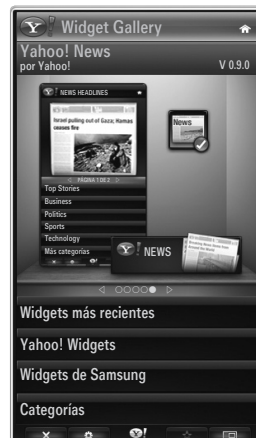 Y! Widget Gallery
Yahoo! News
por Yahoo!
V 0.9.0
Y! NEWS HEADLINES
Israel pulling out of Gaza; Hamas
ceases fire
PÁGINA 1 DE 2
Top Stories
Business
Politics
Sports
Technology
Más categorías
News
Y! NEWS
Widgets más recientes
Yahoo! Widgets
Widgets de Samsung
Categorías
Y!